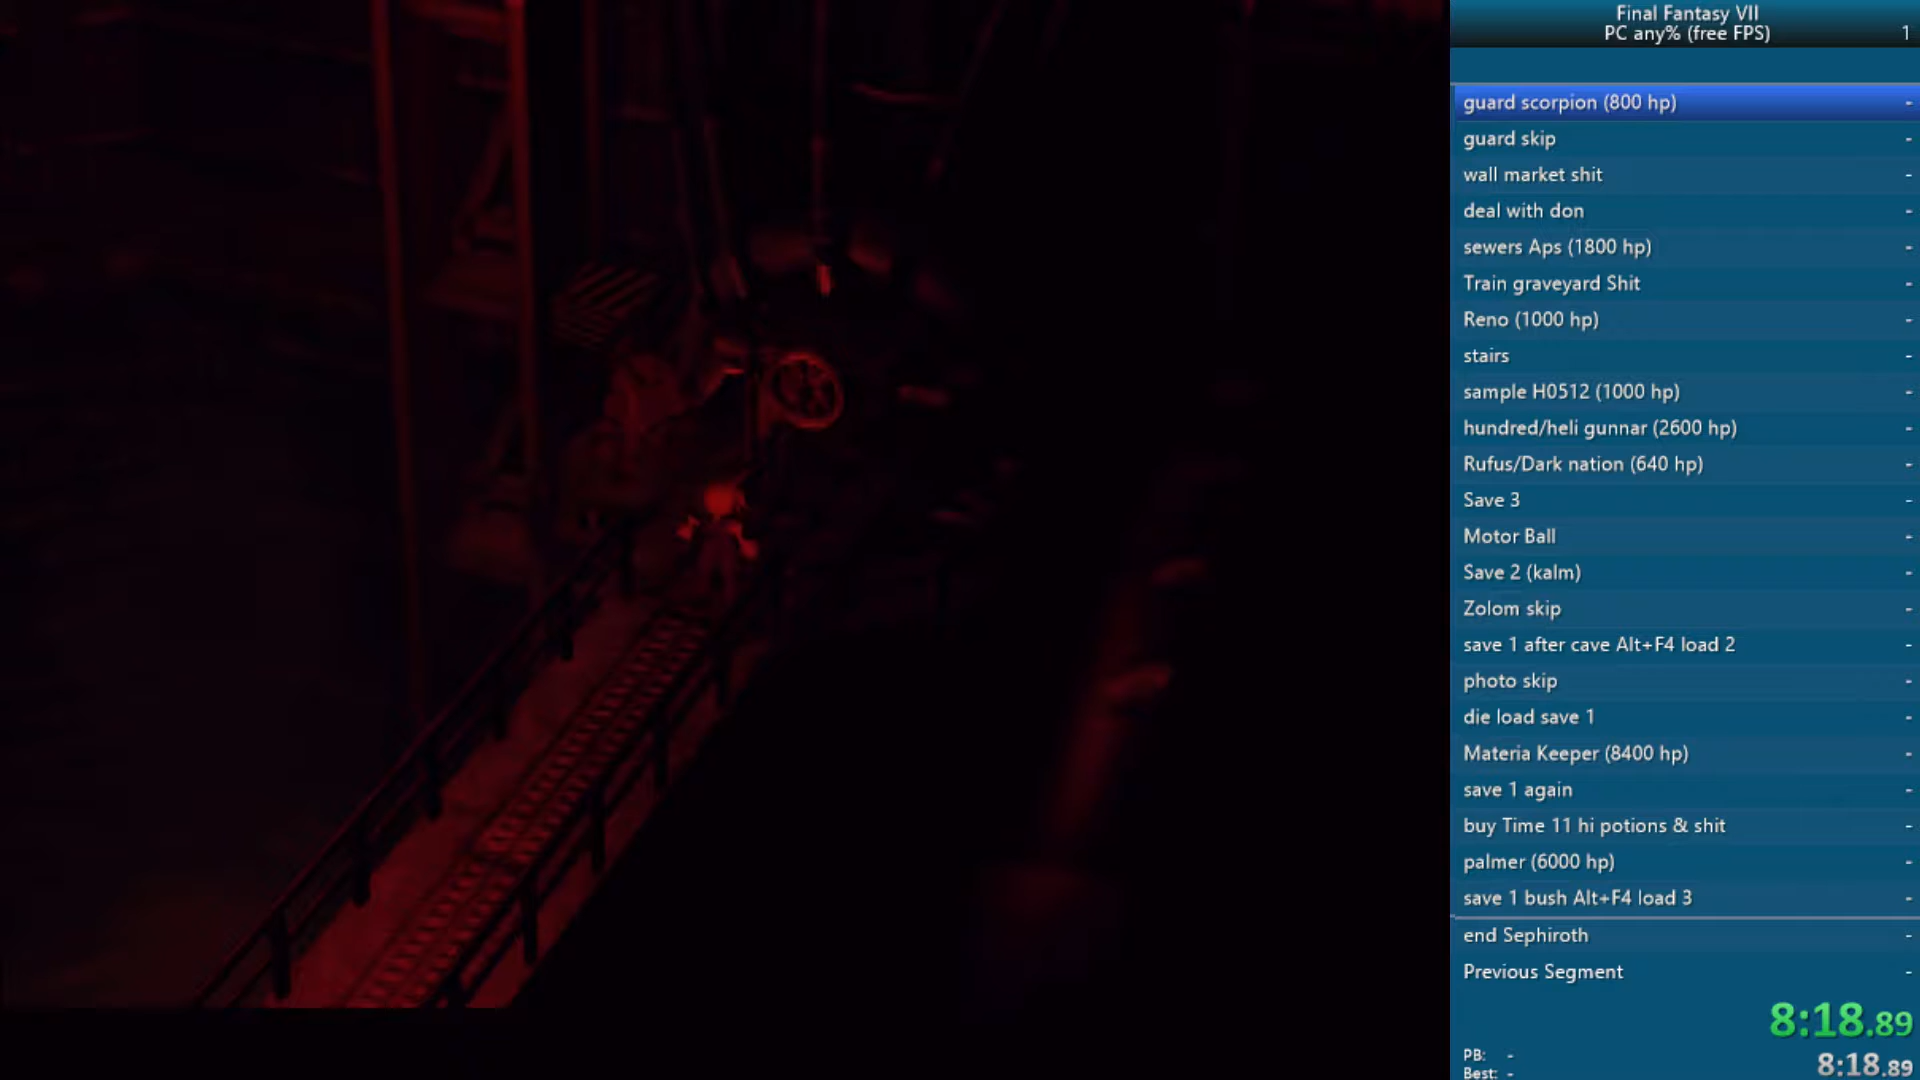 Final Fantasy VII
PC any% (free FPS) 1
guard scorpion (800 hp) -
guard skip -
wall market shit -
deal with don -
sewers Aps (1800 hp) -
Train graveyard Shit -
Reno (1000 hp) -
stairs -
sample H0512 (1000 hp) -
hundred/heli gunnar (2600 hp) -
Rufus/Dark nation (640 hp) -
Save 3 -
Motor Ball -
Save 2 (kalm) -
Zolom skip -
save 1 after cave Alt+F4 load 2 -
photo skip -
die load save 1 -
Materia Keeper (8400 hp) -
save 1 again -
buy Time 11 hi potions & shit -
palmer (6000 hp) -
save 1 bush Alt+F4 load 3 -
end Sephiroth -
Previous Segment -
8:18.89
PB: -
Best: - 8:18.89